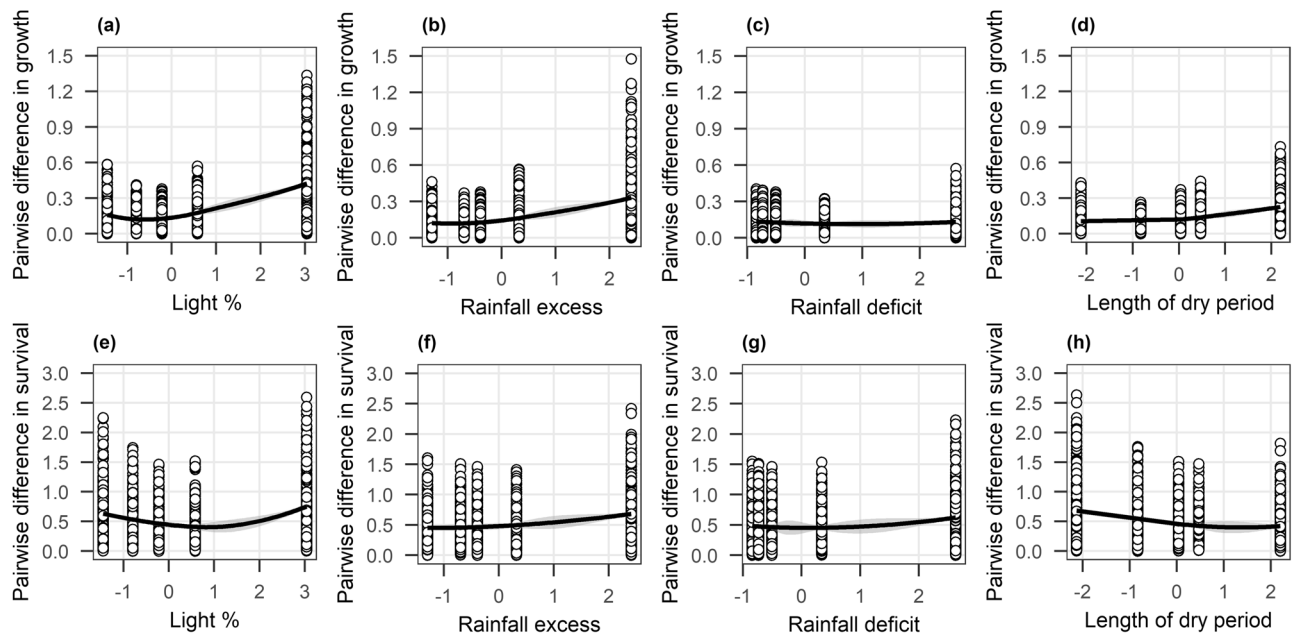 (a)
Pairwise difference in growth
1.5
1.2
0.9
0.6
0.3
0.0
-1 0 1 2 3
Light %
(b)
Pairwise difference in growth
1.5
1.2
0.9
0.6
0.3
0.0
-1 0 1 2
Rainfall excess
(c)
Pairwise difference in growth
1.5
1.2
0.9
0.6
0.3
0.0
-1 0 1 2
Rainfall deficit
(d)
Pairwise difference in growth
1.5
1.2
0.9
0.6
0.3
0.0
-2 -1 0 1 2
Length of dry period
(e)
Pairwise difference in survival
3.0
2.5
2.0
1.5
1.0
0.5
0.0
-1 0 1 2 3
Light %
(f)
Pairwise difference in survival
3.0
2.5
2.0
1.5
1.0
0.5
0.0
-1 0 1 2
Rainfall excess
(g)
Pairwise difference in survival
3.0
2.5
2.0
1.5
1.0
0.5
0.0
-1 0 1 2
Rainfall deficit
(h)
Pairwise difference in survival
3.0
2.5
2.0
1.5
1.0
0.5
0.0
-2 -1 0 1 2
Length of dry period